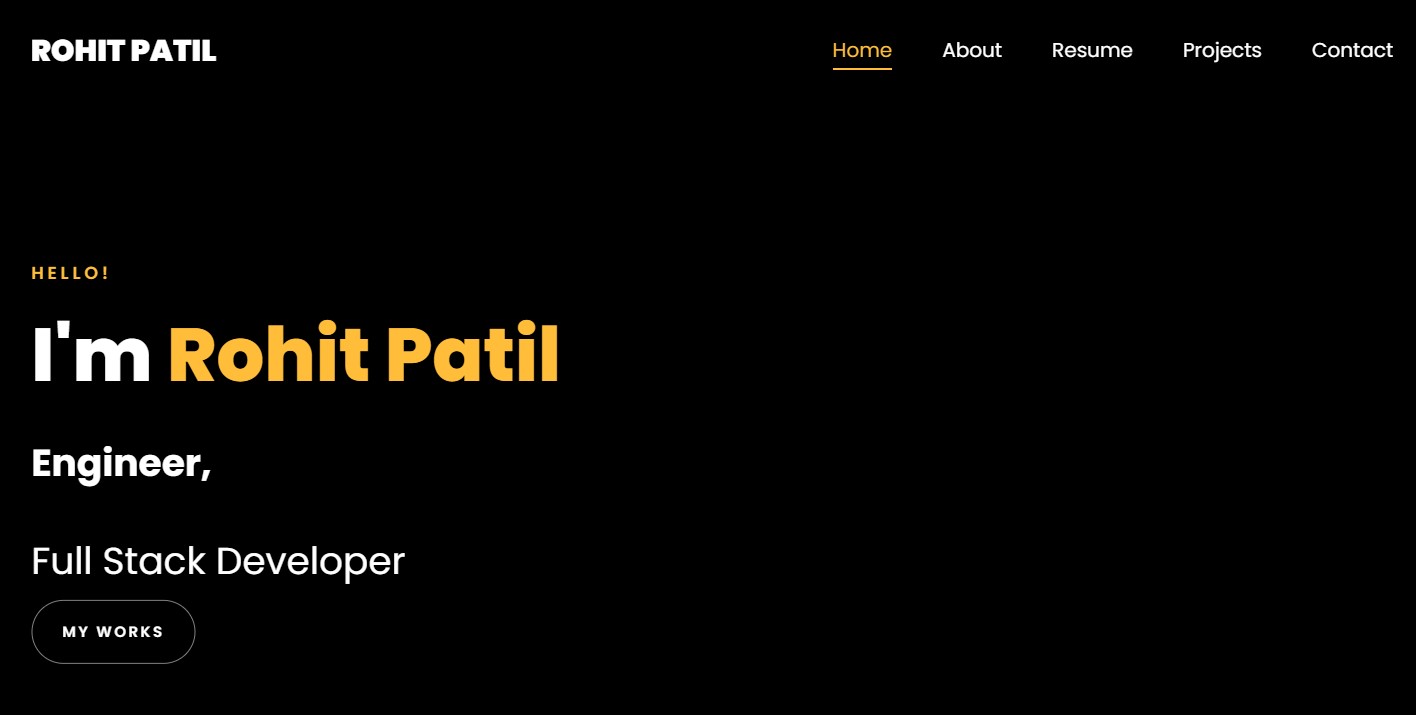 ROHIT PATIL
Home About Resume Projects Contact
HELLO!
I'm Rohit Patil
Engineer,
Full Stack Developer
MY WORKS